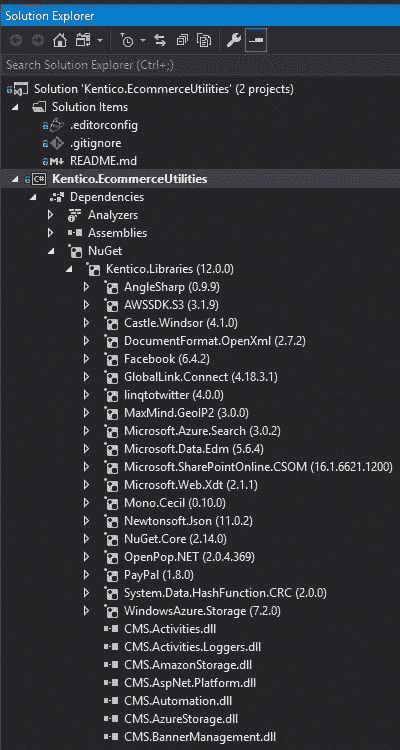 Solution Explorer
Search Solution Explorer (Ctrl+;)
Solution 'Kentico.EcommerceUtilities' (2 projects)
Solution Items
.editorconfig
.gitignore
README.md
C# Kentico.EcommerceUtilities
Dependencies
Analyzers
Assemblies
NuGet
Kentico.Libraries (12.0.0)
AngleSharp (0.9.9)
AWSSDK.S3 (3.1.9)
Castle.Windsor (4.1.0)
DocumentFormat.OpenXml (2.7.2)
Facebook (6.4.2)
GlobalLink.Connect (4.18.3.1)
linqtotwitter (4.0.0)
MaxMind.GeoIP2 (3.0.0)
Microsoft.Azure.Search (3.0.2)
Microsoft.Data.Edm (5.6.4)
Microsoft.SharePointOnline.CSOM (16.1.6621.1200)
Microsoft.Web.Xdt (2.1.1)
Mono.Cecil (0.10.0)
Newtonsoft.Json (11.0.2)
NuGet.Core (2.14.0)
OpenPop.NET (2.0.4.369)
PayPal (1.8.0)
System.Data.HashFunction.CRC (2.0.0)
WindowsAzure.Storage (7.2.0)
CMS.Activities.dll
CMS.Activities.Loggers.dll
CMS.AmazonStorage.dll
CMS.AspNet.Platform.dll
CMS.Automation.dll
CMS.AzureStorage.dll
CMS.BannerManagement.dll